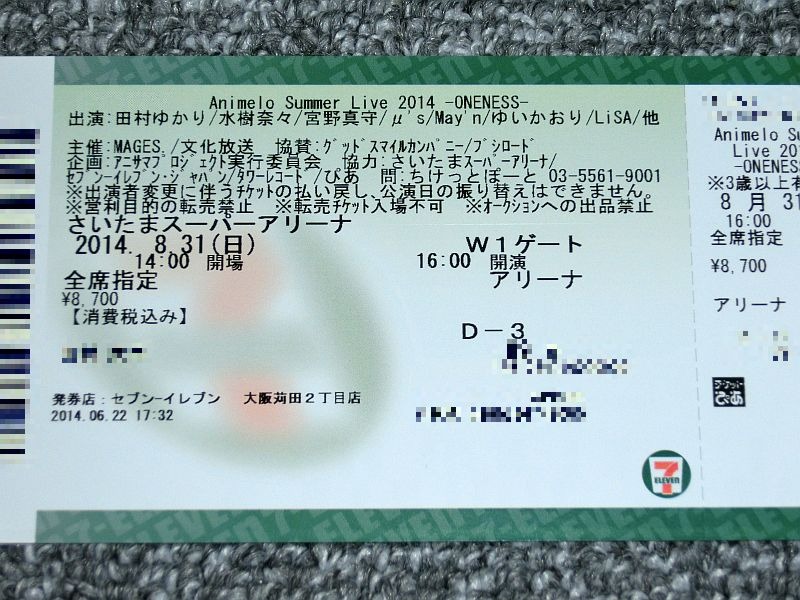 7-ELEVEN
Animelo Summer Live 2014 -ONENESS-
出演:田村ゆかり/水樹奈々/宮野真守/μ's/May'n/ゆいかおり/LiSA/他
主催:MAGES./文化放送 協賛:グッドスマイルカンパニー/ブシロード
企画:アニサマプロジェクト実行委員会 協力:さいたまスーパーアリーナ/
セブン-イレブン・ジャパン/タワーレコード/ぴあ 問:ちけっとぽーと 03-5561-9001
※出演者変更に伴うチケットの払い戻し、公演日の振り替えはできません。
※営利目的の転売禁止 ※転売チケット入場不可 ※オークションへの出品禁止
さいたまスーパーアリーナ
2014. 8.31(日) W1ゲート
14:00 開場 16:00 開演
全席指定 アリーナ
¥8,700
【消費税込み】
D-3
発券店:セブン-イレブン 大阪苅田2丁目店
2014.06.22 17:32
7 ELEVEN
7-ELEVEN
Animelo Su
Live 20
-ONENESS
※3歳以上有
8 月 31
16:00
全席指定
¥8,700
アリーナ
チケットぴあ